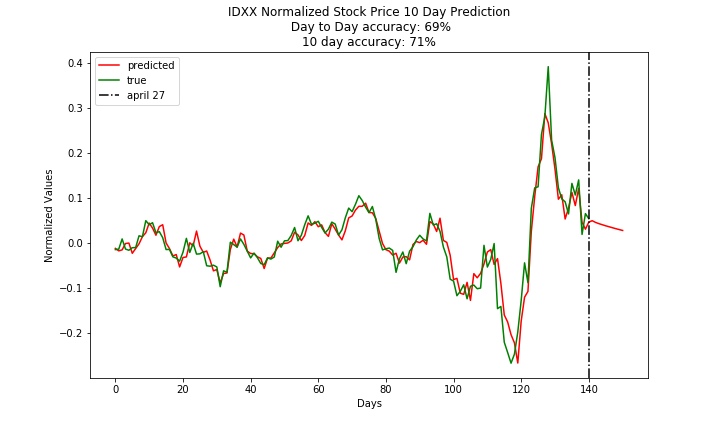 IDXX Normalized Stock Price 10 Day Prediction
Day to Day accuracy: 69%
10 day accuracy: 71%
predicted
true
april 27
0.4
0.3
0.2
0.1
0.0
−0.1
−0.2
Normalized Values
0 20 40 60 80 100 120 140
Days